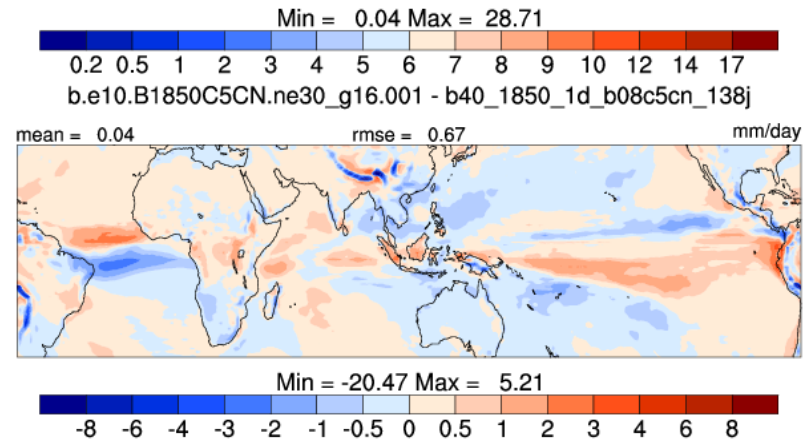 Min = 0.04 Max = 28.71
0.2 0.5 1 2 3 4 5 6 7 8 9 10 12 14 17
b.e10.B1850C5CN.ne30_g16.001 - b40_1850_1d_b08c5cn_138j
mean = 0.04 rmse = 0.67 mm/day
Min = -20.47 Max = 5.21
-8 -6 -4 -3 -2 -1 -0.5 0 0.5 1 2 3 4 6 8